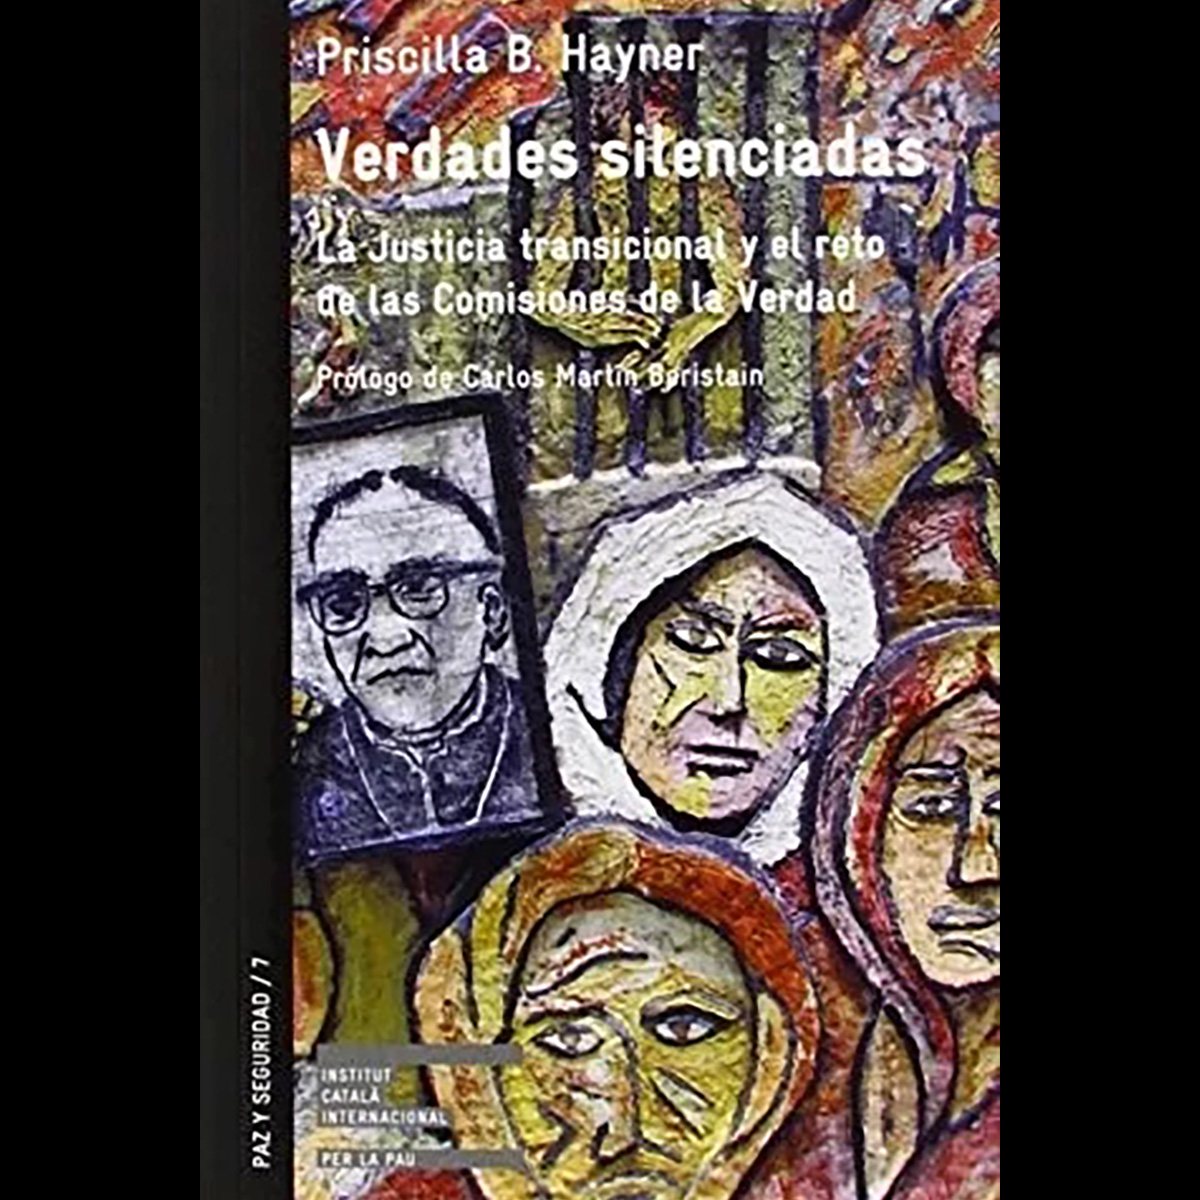 Priscilla B. Hayner
Verdades silenciadas
La Justicia transicional y el reto
de las Comisiones de la Verdad
Prólogo de Carlos Martín Beristain
PAZ Y SEGURIDAD / 7
INSTITUT
CATALÀ
INTERNACIONAL
PER LA PAU